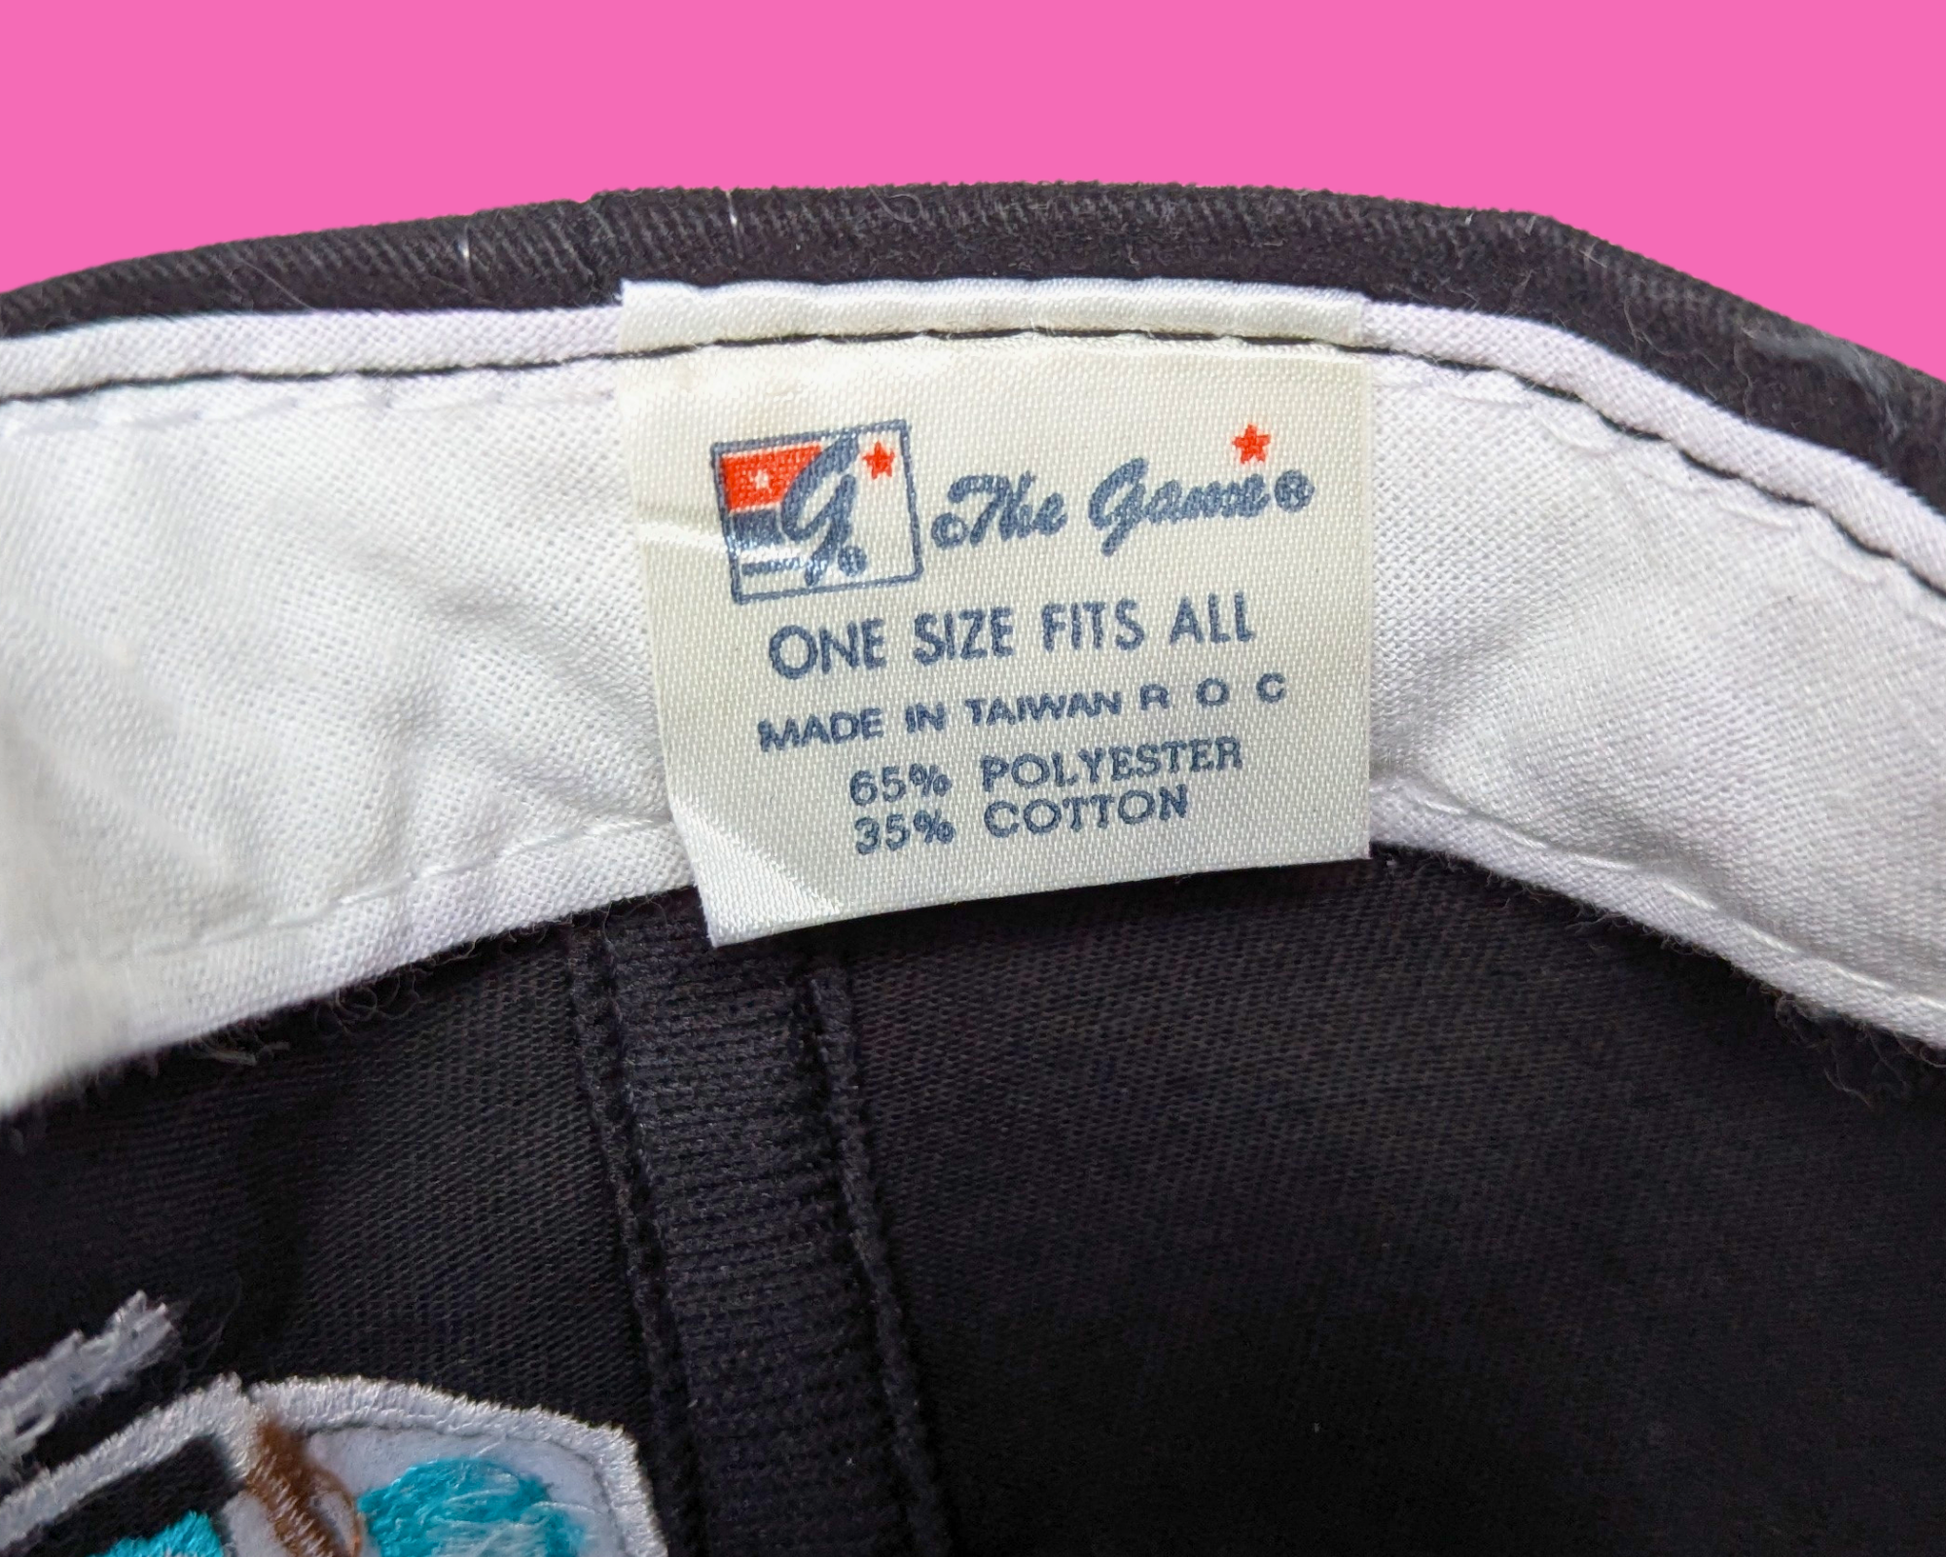 G®
©The Game®
ONE SIZE FITS ALL
MADE IN TAIWAN R O C
65% POLYESTER
35% COTTON